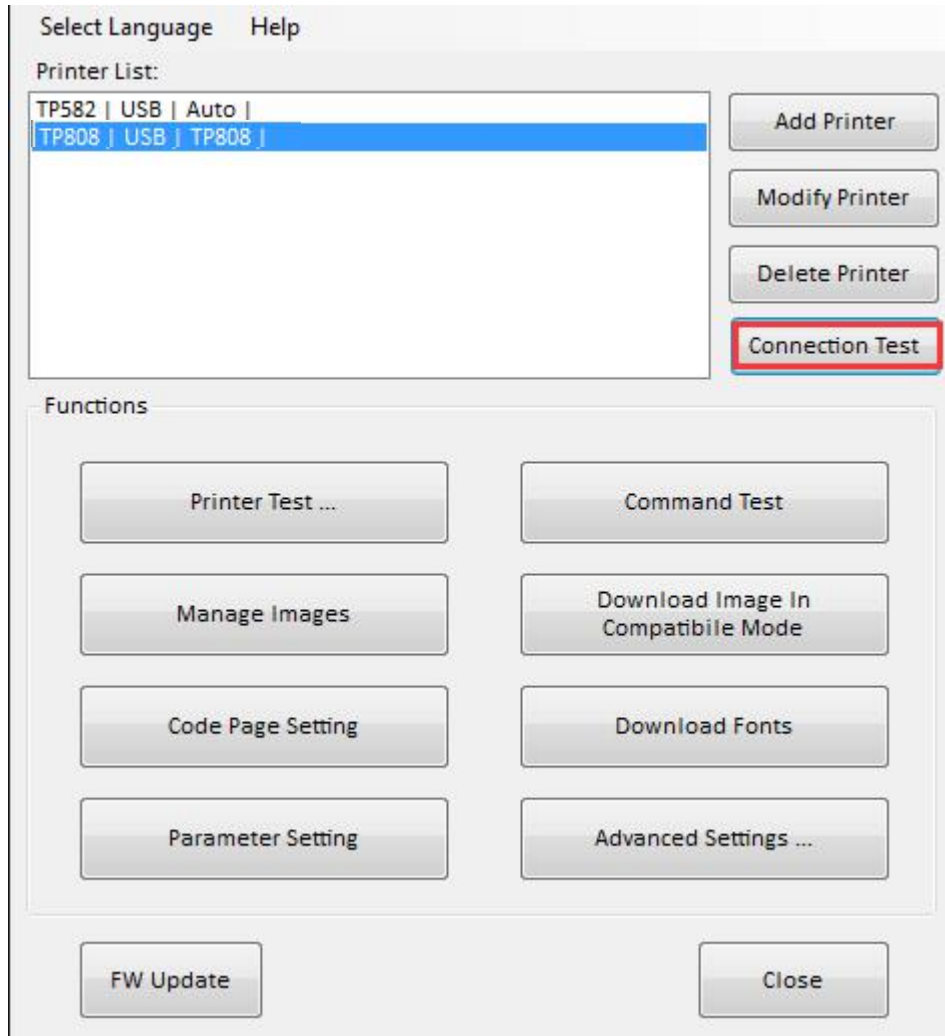 Select Language Help
Printer List:
TP582 | USB | Auto |
TP808 | USB | TP808 |
Add Printer
Modify Printer
Delete Printer
Connection Test
Functions
Printer Test ...
Command Test
Manage Images
Download Image In
Compatibile Mode
Code Page Setting
Download Fonts
Parameter Setting
Advanced Settings ...
FW Update
Close